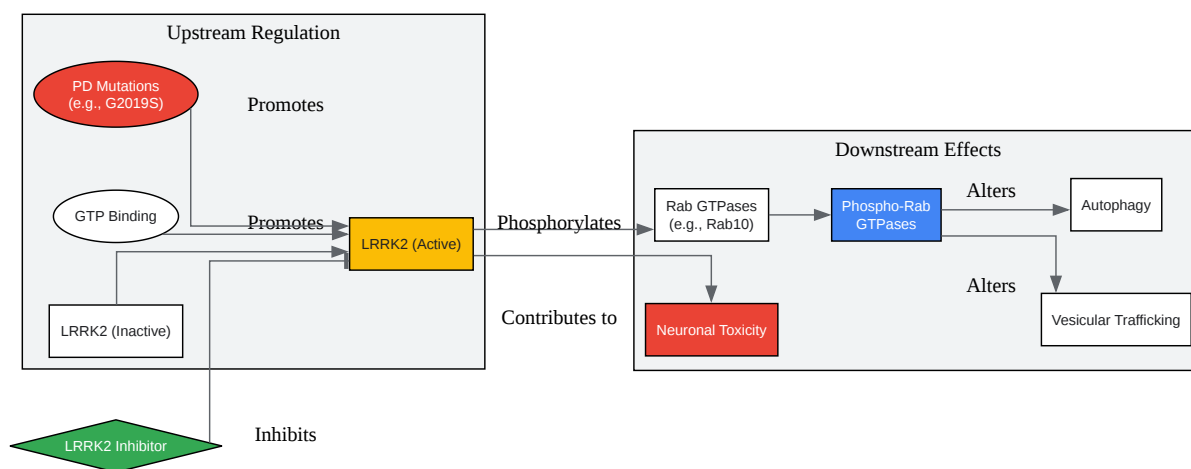 Upstream Regulation
PD Mutations
(e.g., G2019S)
Promotes
GTP Binding
Promotes
LRRK2 (Active)
LRRK2 (Inactive)
LRRK2 Inhibitor
Inhibits
Phosphorylates
Contributes to
Downstream Effects
Rab GTPases
(e.g., Rab10)
Phospho-Rab
GTPases
Alters
Autophagy
Alters
Vesicular Trafficking
Neuronal Toxicity